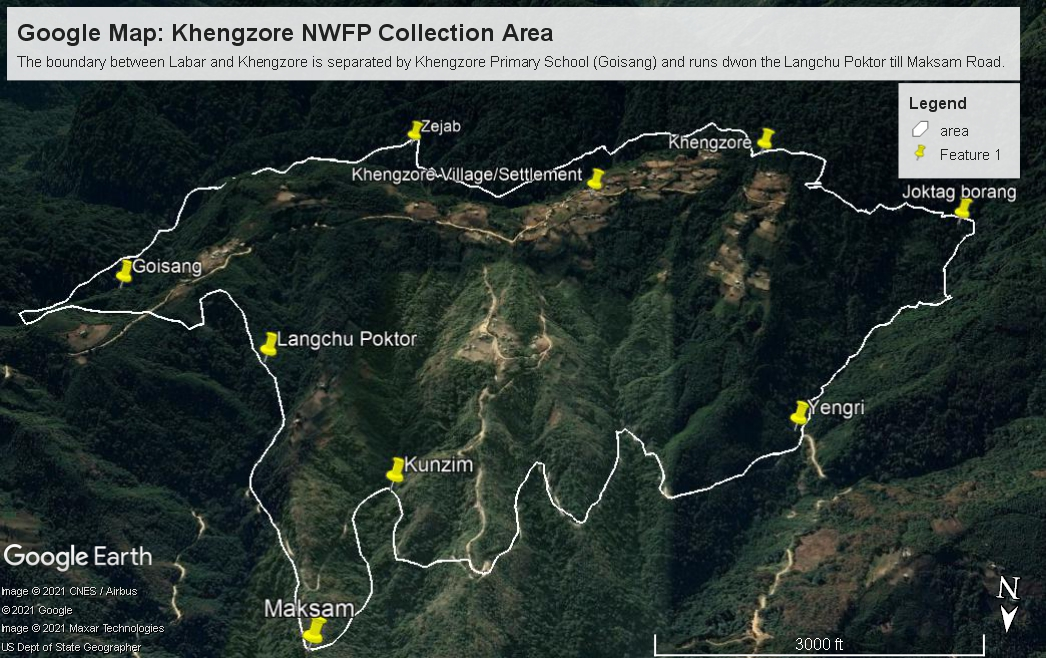 Google Map: Khengzore NWFP Collection Area
The boundary between Labar and Khengzore is separated by Khengzore Primary School (Goisang) and runs dwon the Langchu Poktor till Maksam Road.
Legend
area
Feature 1
Zejab
Khengzore
Khengzore Village/Settlement
Joktag borang
Goisang
Langchu Poktor
Yengri
Kunzim
Google Earth
Image © 2021 CNES / Airbus
© 2021 Google
Image © 2021 Maxar Technologies
US Dept of State Geographer
Maksam
N
3000 ft